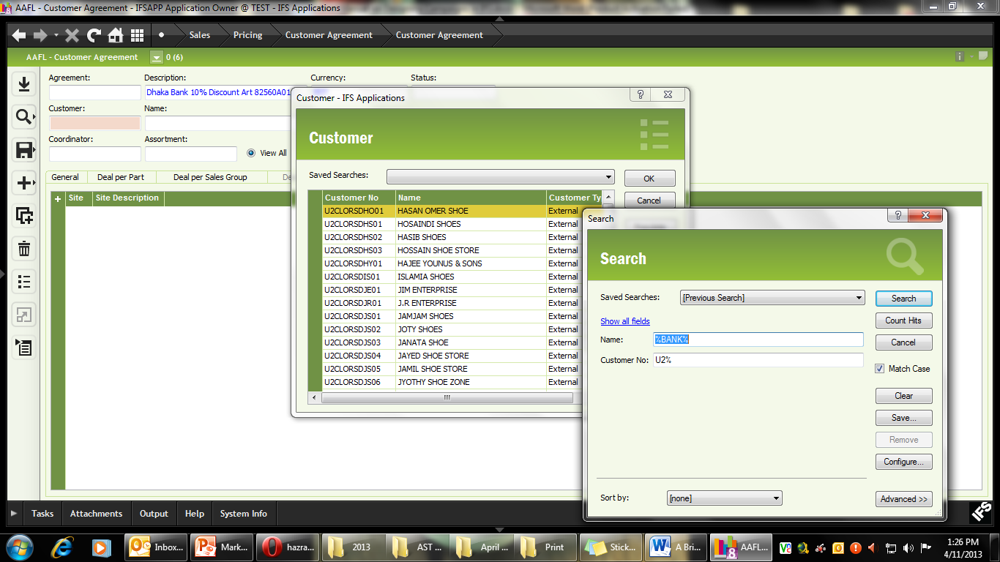 AAFL - Customer Agreement - IFSAPP Application Owner @ TEST - IFS Applications
Sales Pricing Customer Agreement Customer Agreement
AAFL - Customer Agreement 0 (6)
Agreement: Description: Currency: Status:
Dhaka Bank 10% Discount Art 82560A01
Customer: Name:
Coordinator: Assortment:
View All
General Deal per Part Deal per Sales Group
Site Site Description
Customer - IFS Applications
Customer
Saved Searches:
OK
Cancel
Customer No Name Customer Ty
U2CLORSDHO01 HASAN OMER SHOE External
U2CLORSDHS01 HOSAINDI SHOES External
U2CLORSDHS02 HASIB SHOES External
U2CLORSDHS03 HOSSAIN SHOE STORE External
U2CLORSDHY01 HAJEE YOUNUS & SONS External
U2CLORSDIS01 ISLAMIA SHOES External
U2CLORSDJE01 JIM ENTERPRISE External
U2CLORSDJR01 J.R ENTERPRISE External
U2CLORSDJS01 JAMJAM SHOES External
U2CLORSDJS02 JOTY SHOES External
U2CLORSDJS03 JANATA SHOE External
U2CLORSDJS04 JAYED SHOE STORE External
U2CLORSDJS05 JAMIL SHOE STORE External
U2CLORSDJS06 JYOTHY SHOE ZONE External
Search
Search
Saved Searches: [Previous Search] Search
Show all fields Count Hits
Name: %BANK% Cancel
Customer No: U2%
Match Case
Clear
Save...
Remove
Configure...
Sort by: [none] Advanced >>
Tasks Attachments Output Help System Info IFS
Inbox... Mark... hazra... 2013 AST ... April ... Print Stick... A Bri... AAFL...
1:26 PM
4/11/2013